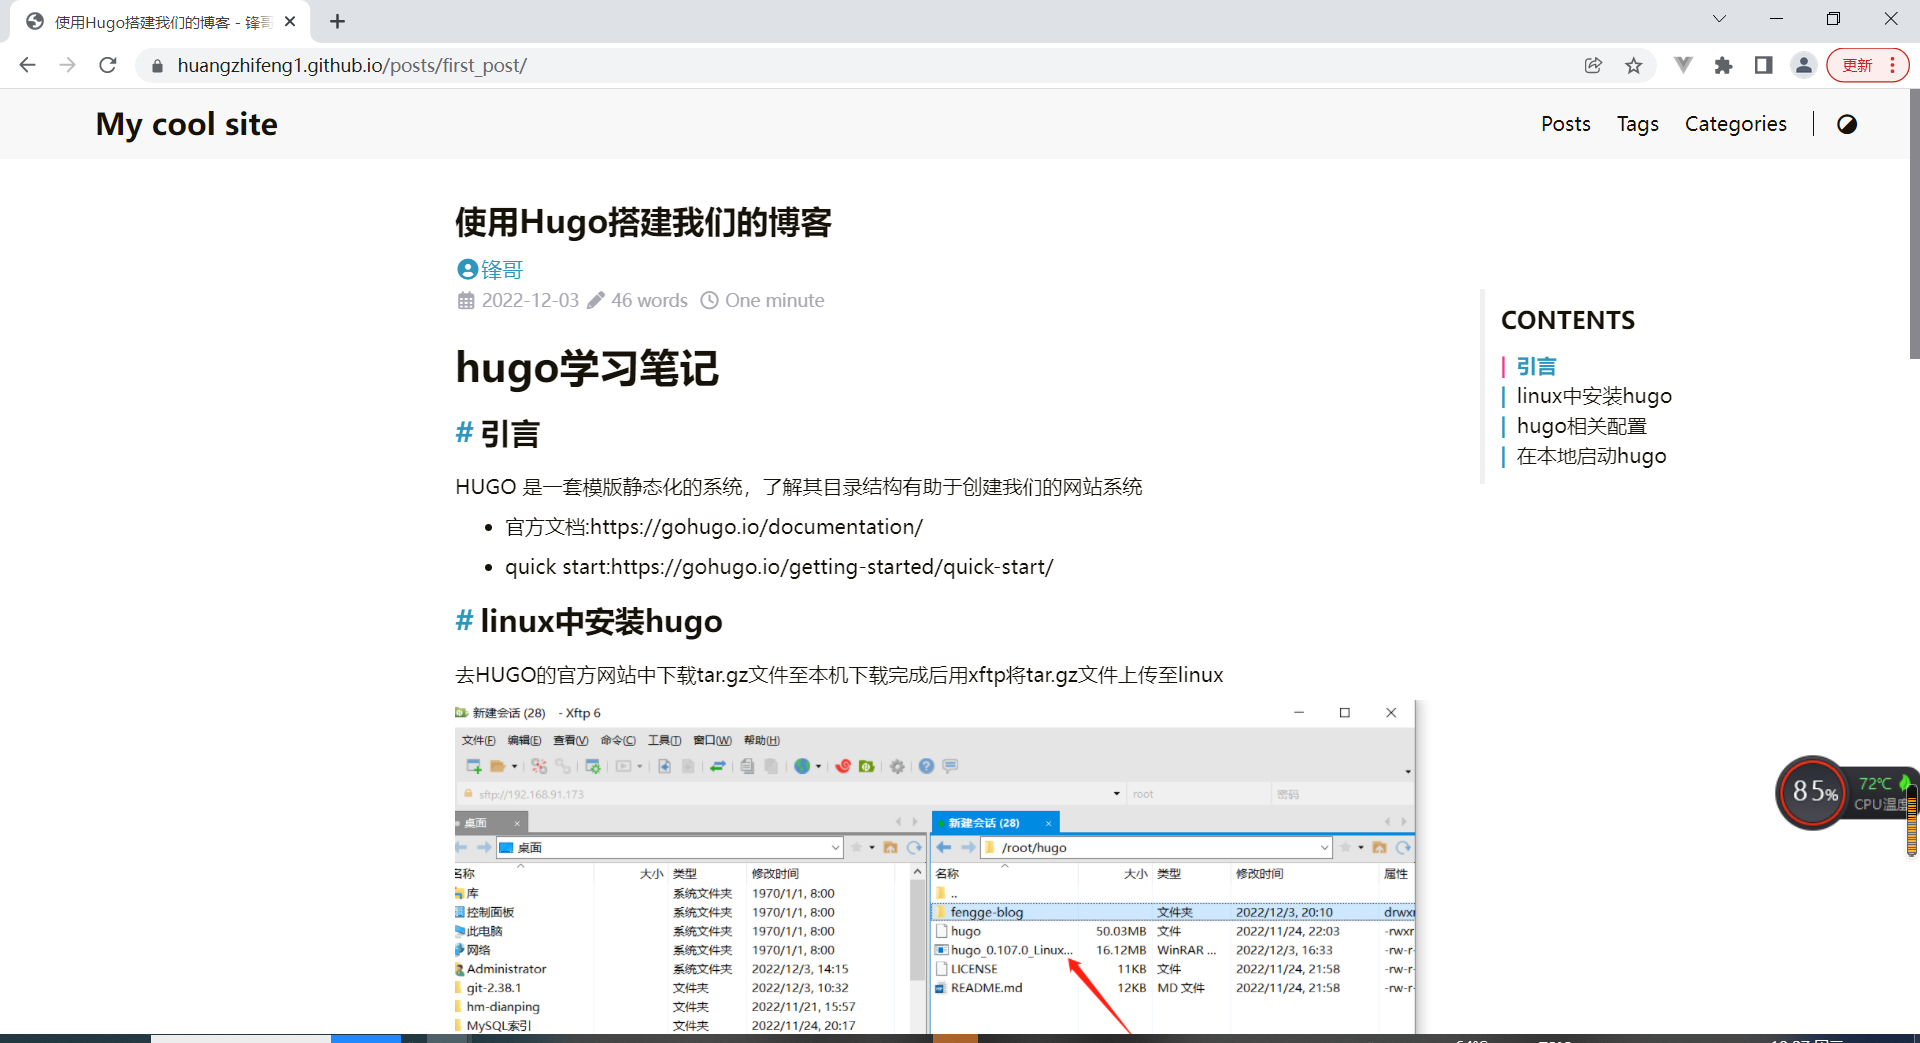 使用Hugo搭建我们的博客 - 锋哥
huangzhifeng1.github.io/posts/first_post/
更新
My cool site
Posts
Tags
Categories
使用Hugo搭建我们的博客
锋哥
2022-12-03 46 words One minute
hugo学习笔记
# 引言
HUGO 是一套模版静态化的系统，了解其目录结构有助于创建我们的网站系统
官方文档:https://gohugo.io/documentation/
quick start:https://gohugo.io/getting-started/quick-start/
# linux中安装hugo
去HUGO的官方网站中下载tar.gz文件至本机下载完成后用xftp将tar.gz文件上传至linux
CONTENTS
引言
linux中安装hugo
hugo相关配置
在本地启动hugo
新建会话 (28) - Xftp 6
文件(F) 编辑(E) 查看(V) 命令(C) 工具(T) 窗口(W) 帮助(H)
sftp://192.168.91.173 root 密码
桌面
桌面
名称 大小 类型 修改时间
库 系统文件夹 1970/1/1, 8:00
控制面板 系统文件夹 1970/1/1, 8:00
此电脑 系统文件夹 1970/1/1, 8:00
网络 系统文件夹 1970/1/1, 8:00
Administrator 系统文件夹 2022/12/3, 14:15
git-2.38.1 文件夹 2022/12/3, 10:32
hm-dianping 文件夹 2022/11/21, 15:57
MySQL索引 文件夹 2022/11/24, 20:17
新建会话 (28)
/root/hugo
名称 大小 类型 修改时间 属性
..
fengge-blog 文件夹 2022/12/3, 20:10 drwxr
hugo 50.03MB 文件 2022/11/24, 22:03 -rwxr
hugo_0.107.0_Linux... 16.12MB WinRAR ... 2022/12/3, 16:33 -rw-r-
LICENSE 11KB 文件 2022/11/24, 21:58 -rw-r-
README.md 12KB MD 文件 2022/11/24, 21:58 -rw-r-
85%
72℃
CPU温度